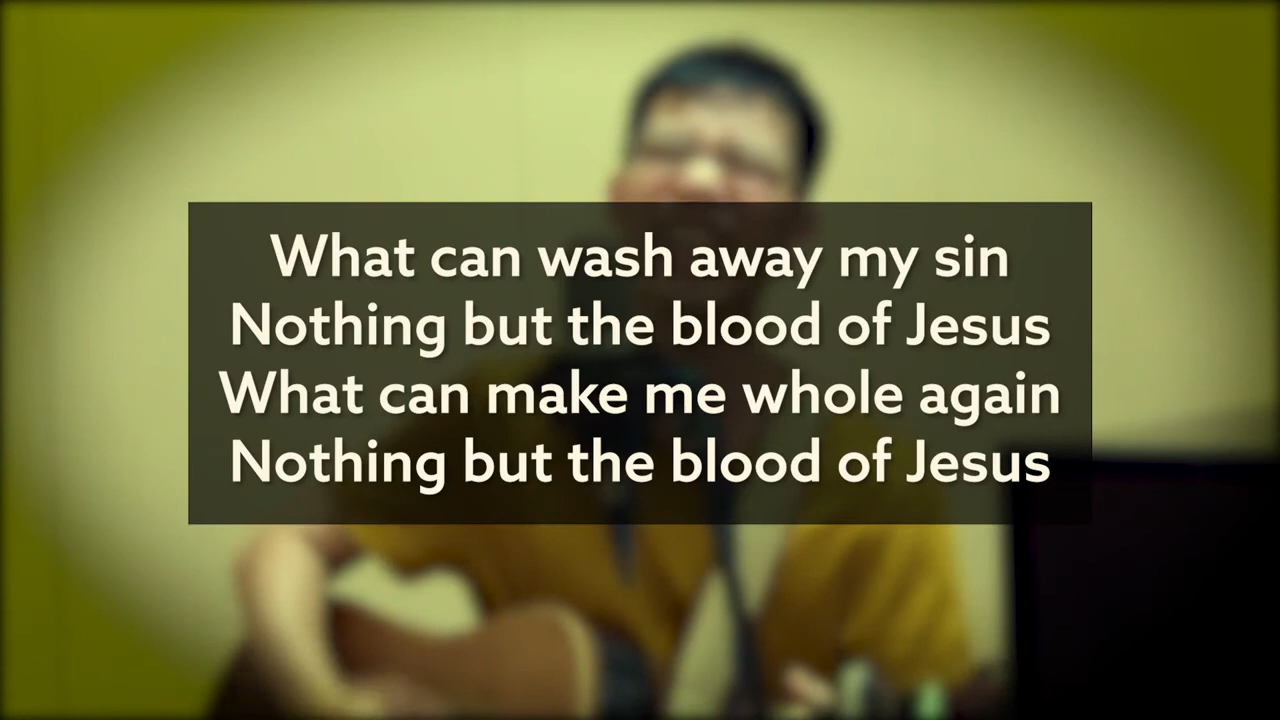 What can wash away my sin
Nothing but the blood of Jesus
What can make me whole again
Nothing but the blood of Jesus